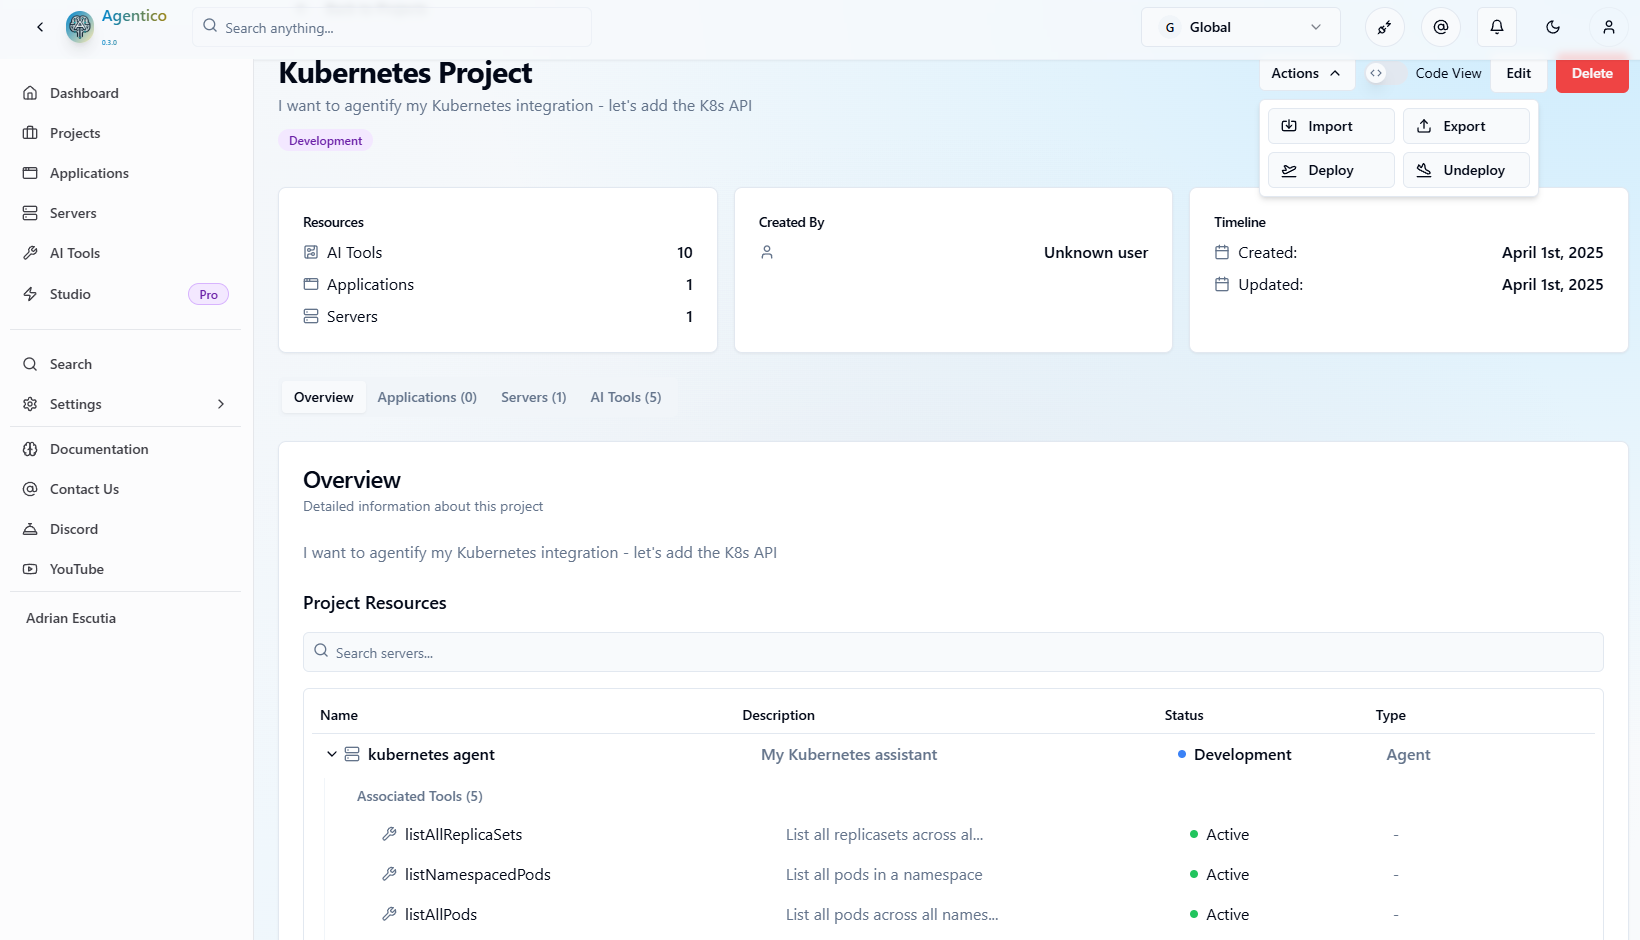 Agentico
0.3.0
Search anything...
G Global
Dashboard
Projects
Applications
Servers
AI Tools
Studio Pro
Search
Settings
Documentation
Contact Us
Discord
YouTube
Adrian Escutia
Kubernetes Project
I want to agentify my Kubernetes integration - let's add the K8s API
Development
Actions Code View Edit Delete
Import Export
Deploy Undeploy
Resources
AI Tools 10
Applications 1
Servers 1
Created By
Unknown user
Timeline
Created: April 1st, 2025
Updated: April 1st, 2025
Overview Applications (0) Servers (1) AI Tools (5)
Overview
Detailed information about this project
I want to agentify my Kubernetes integration - let's add the K8s API
Project Resources
Search servers...
Name Description Status Type
kubernetes agent My Kubernetes assistant Development Agent
Associated Tools (5)
listAllReplicaSets List all replicasets across al... Active -
listNamespacedPods List all pods in a namespace Active -
listAllPods List all pods across all names... Active -